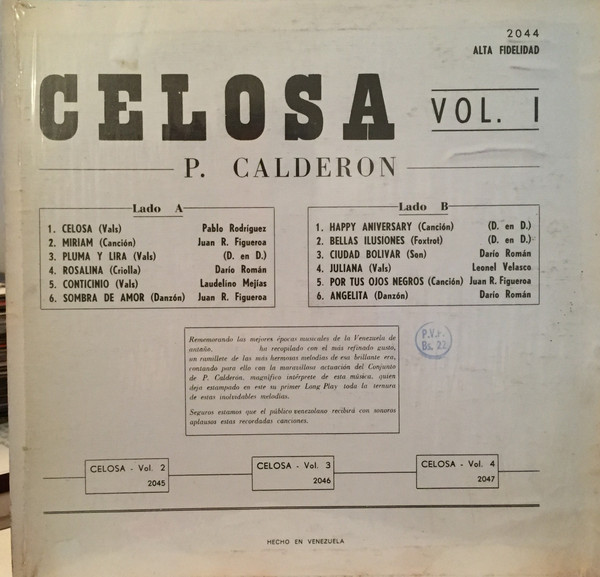 2044
ALTA FIDELIDAD
CELOSA
VOL. I
P. CALDERON
Lado A
1. CELOSA (Vals) Pablo Rodríguez
2. MIRIAM (Canción) Juan R. Figueroa
3. PLUMA Y LIRA (Vals) (D. en D.)
4. ROSALINA (Criolla) Darío Román
5. CONTICINIO (Vals) Laudelino Mejías
6. SOMBRA DE AMOR (Danzón) Juan R. Figueroa
Lado B
1. HAPPY ANIVERSARY (Canción) (D. en D.)
2. BELLAS ILUSIONES (Foxtrot) (D. en D.)
3. CIUDAD BOLIVAR (Son) Darío Román
4. JULIANA (Vals) Leonel Velasco
5. POR TUS OJOS NEGROS (Canción) Juan R. Figueroa
6. ANGELITA (Danzón) Darío Román
Rememorando las mejores épocas musicales de la Venezuela de
antaño, ha recopilado con el más refinado gusto,
un ramillete de las más hermosas melodías de esa brillante era,
contando para ello con la maravillosa actuación del Conjunto
de P. Calderón, magnífico intérprete de esta música, quien
deja estampado en este su primer Long Play toda la ternura
de estas inolvidables melodías.
Seguros estamos que el público venezolano recibirá con sonoros
aplausos estas recordadas canciones.
P.V.
Bs. 22
CELOSA - Vol. 2
2045
CELOSA - Vol. 3
2046
CELOSA - Vol. 4
2047
HECHO EN VENEZUELA